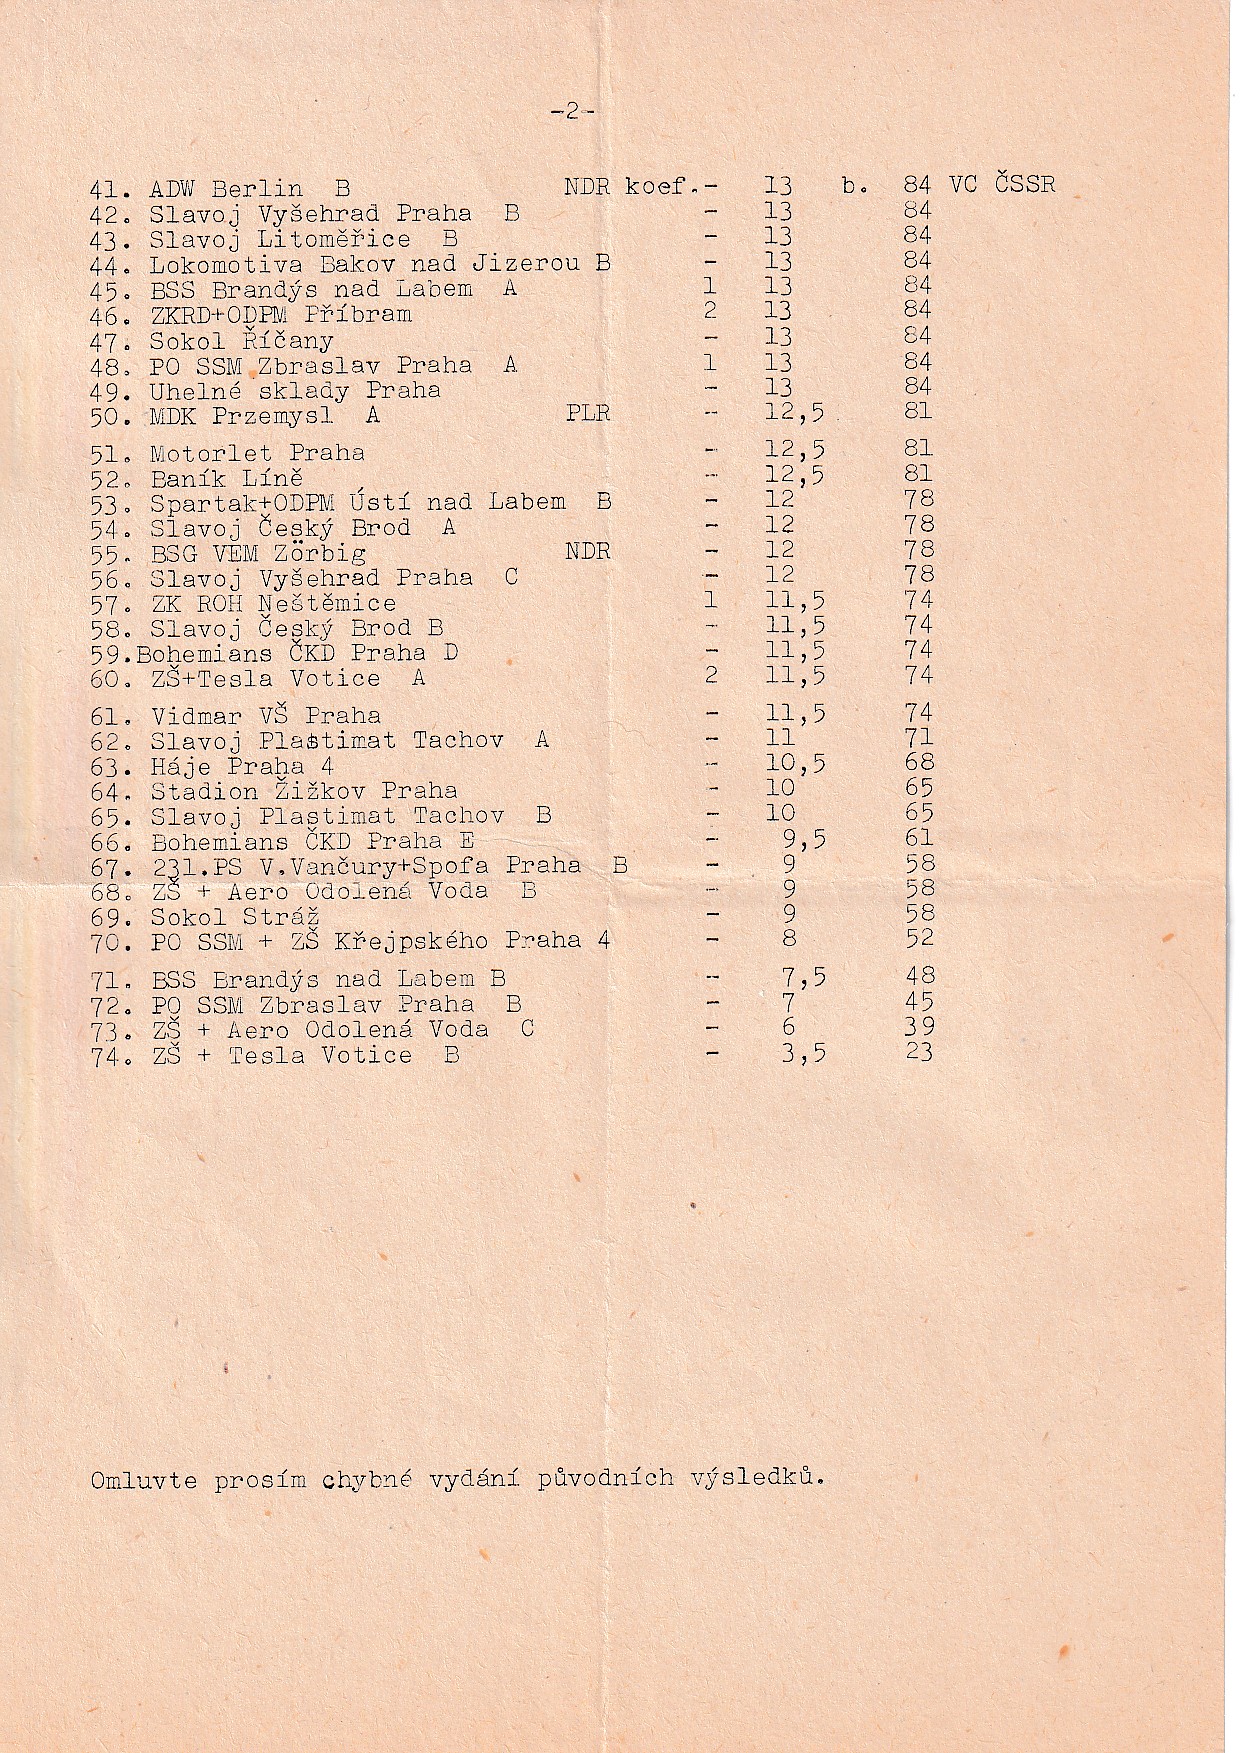 -2-
41. ADW Berlin B NDR koef.- 13 b. 84 VC ČSSR
42. Slavoj Vyšehrad Praha B - 13 84
43. Slavoj Litoměřice B - 13 84
44. Lokomotiva Bakov nad Jizerou B - 13 84
45. BSS Brandýs nad Labem A 1 13 84
46. ZKRD+ODPM Příbram 2 13 84
47. Sokol Říčany - 13 84
48. PO SSM Zbraslav Praha A 1 13 84
49. Uhelné sklady Praha - 13 84
50. MDK Przemysl A PLR - 12,5 81
51. Motorlet Praha - 12,5 81
52. Baník Líně - 12,5 81
53. Spartak+ODPM Ústí nad Labem B - 12 78
54. Slavoj Český Brod A - 12 78
55. BSG VEM Zörbig NDR - 12 78
56. Slavoj Vyšehrad Praha C - 12 78
57. ZK ROH Neštěmice 1 11,5 74
58. Slavoj Český Brod B - 11,5 74
59.Bohemians ČKD Praha D - 11,5 74
60. ZŠ+Tesla Votice A 2 11,5 74
61. Vidmar VŠ Praha - 11,5 74
62. Slavoj Plastimat Tachov A - 11 71
63. Háje Praha 4 - 10,5 68
64. Stadion Žižkov Praha - 10 65
65. Slavoj Plastimat Tachov B - 10 65
66. Bohemians ČKD Praha E - 9,5 61
67. 231.PS V.Vančury+Spofa Praha B - 9 58
68. ZŠ + Aero Odolená Voda B - 9 58
69. Sokol Stráž - 9 58
70. PO SSM + ZŠ Křejpského Praha 4 - 8 52
71. BSS Brandýs nad Labem B - 7,5 48
72. PO SSM Zbraslav Praha B - 7 45
73. ZŠ + Aero Odolená Voda C - 6 39
74. ZŠ + Tesla Votice B - 3,5 23
Omluvte prosím chybné vydání původních výsledků.